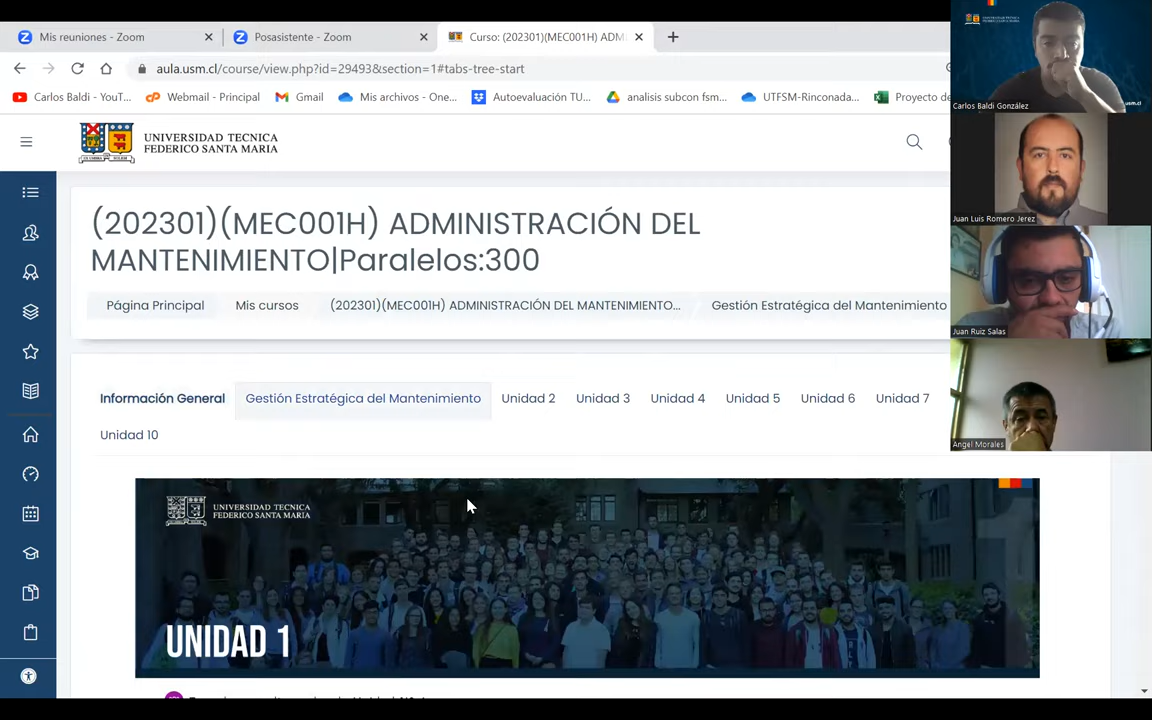 Mis reuniones - Zoom
Posasistente - Zoom
Curso: (202301)(MEC001H) ADM
aula.usm.cl/course/view.php?id=29493&section=1#tabs-tree-start
Carlos Baldi - YouT...
Webmail - Principal
Gmail
Mis archivos - One...
Autoevaluación TU...
analisis subcon fsm...
UTFSM-Rinconada...
Proyecto de
UNIVERSIDAD TECNICA
FEDERICO SANTA MARIA
(202301)(MEC001H) ADMINISTRACIÓN DEL
MANTENIMIENTO|Paralelos:300
Página Principal
Mis cursos
(202301)(MEC001H) ADMINISTRACIÓN DEL MANTENIMIENTO...
Gestión Estratégica del Mantenimiento
Información General
Gestión Estratégica del Mantenimiento
Unidad 2
Unidad 3
Unidad 4
Unidad 5
Unidad 6
Unidad 7
Unidad 10
UNIVERSIDAD TECNICA
FEDERICO SANTA MARIA
UNIDAD 1
Carlos Baldi González
Juan Luis Romero Jerez
Juan Ruiz Salas
Angel Morales